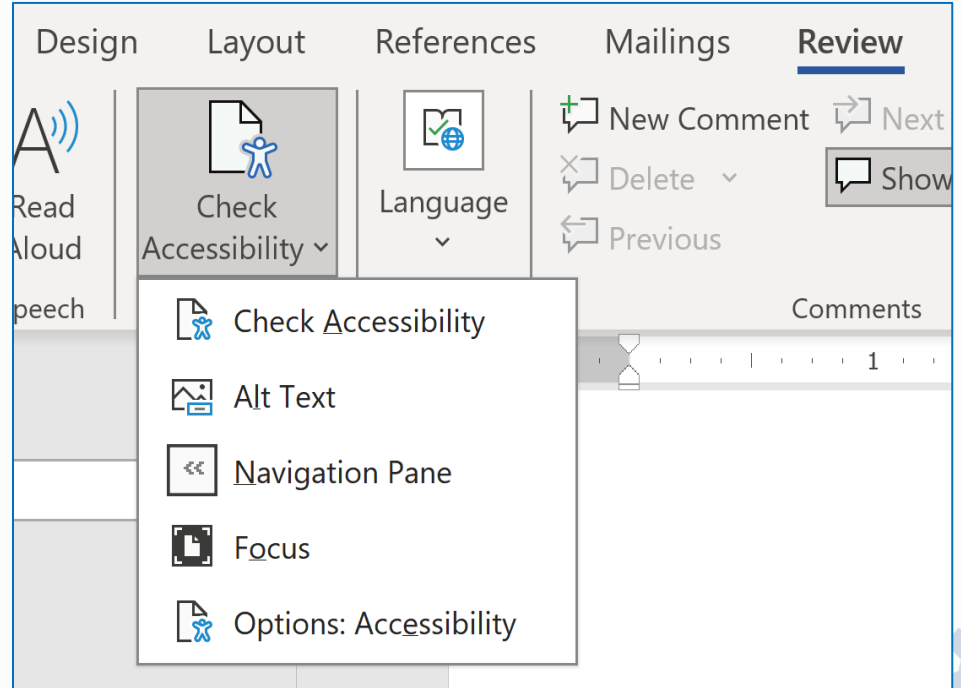 Design Layout References Mailings Review
Read Aloud
Check Accessibility
Language
New Comment Next
Delete Show
Previous
peech Comments
Check Accessibility
1
Alt Text
Navigation Pane
Focus
Options: Accessibility